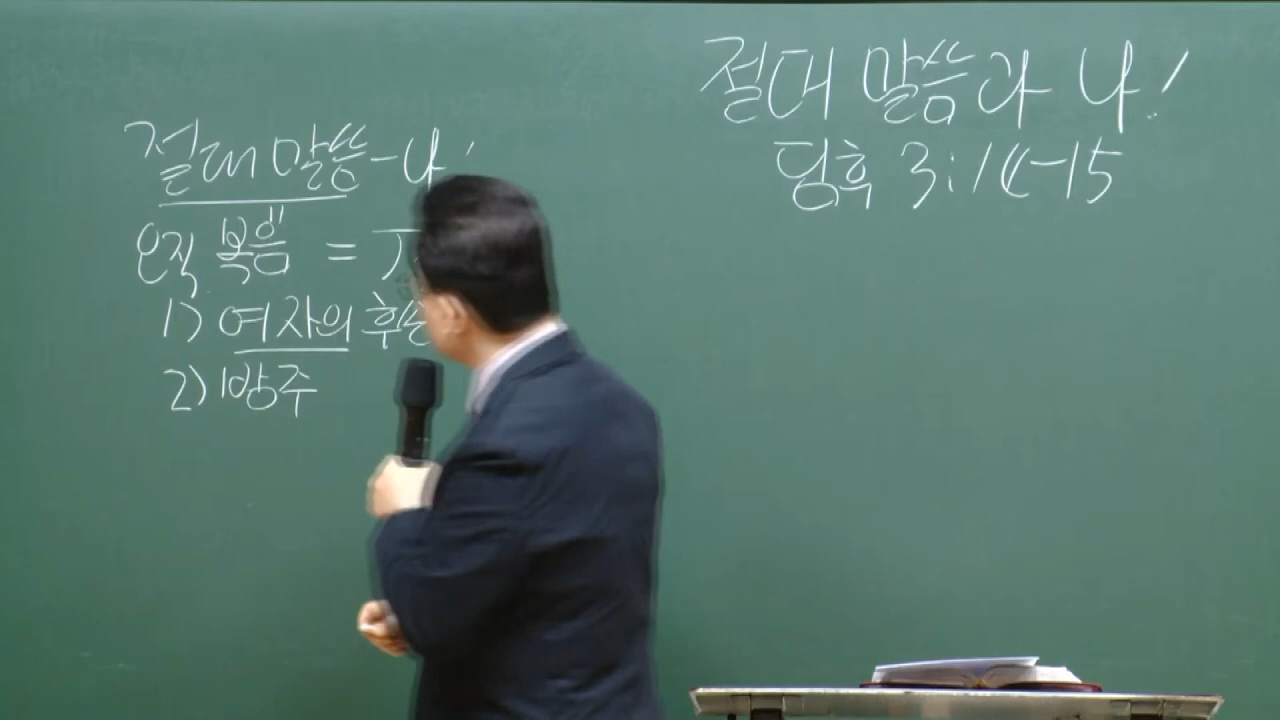 절대 말씀과 나!
딤후 3:14-15
절대 말씀-나!
오직 복음 =
1) 여자의 후손
2) 방주